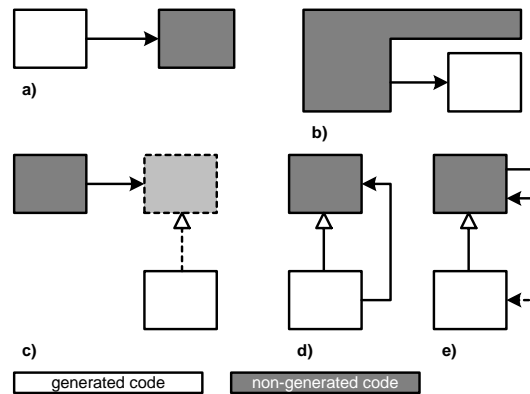 a)
b)
c)
d)
e)
generated code
non-generated code